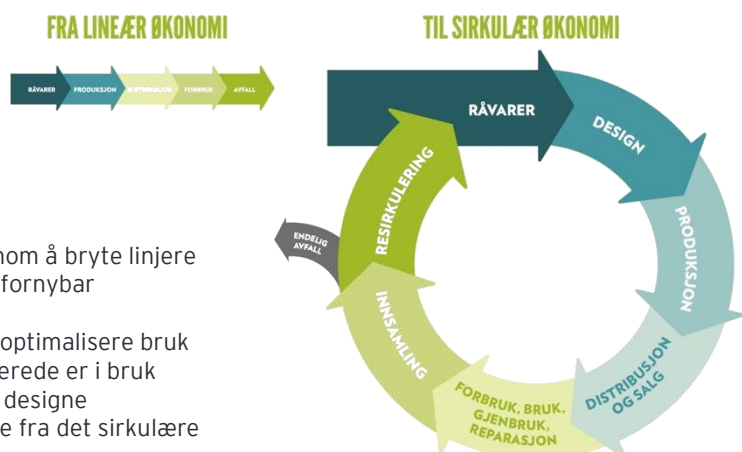 FRA LINEÆR ØKONOMI
RÅVARER
PRODUKSJON
DISTRIBUSJON
FORBRUK
AVFALL
TIL SIRKULÆR ØKONOMI
RÅVARER
DESIGN
PRODUKSJON
DISTRIBUSJON
OG SALG
FORBRUK, BRUK,
GJENBRUK,
REPARASJON
INNSAMLING
RESIRKULERING
ENDELIG
AVFALL
nom å bryte linjere
fornybar
optimalisere bruk
erede er i bruk
designe
e fra det sirkulære